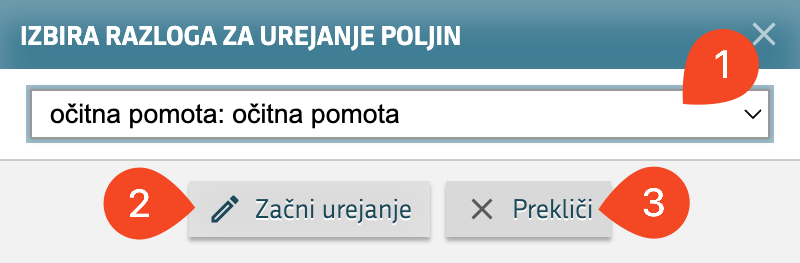 IZBIRA RAZLOGA ZA UREJANJE POLJIN
1
očitna pomota: očitna pomota
2 Začni urejanje Prekliči 3